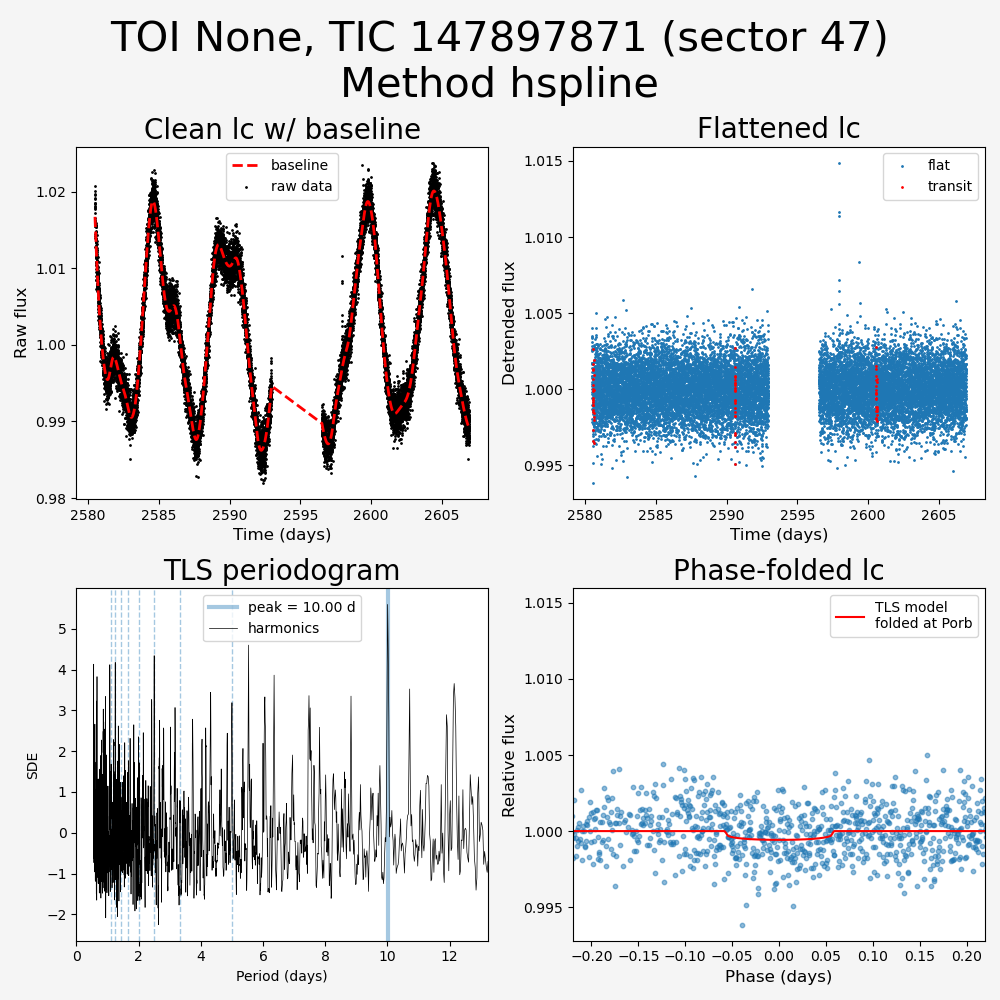 TOI None, TIC 147897871 (sector 47)
Method hspline
Clean lc w/ baseline
baseline
raw data
Raw flux
1.02
1.01
1.00
0.99
0.98
2580 2585 2590 2595 2600 2605
Time (days)
Flattened lc
flat
transit
Detrended flux
1.015
1.010
1.005
1.000
0.995
2580 2585 2590 2595 2600 2605
Time (days)
TLS periodogram
peak = 10.00 d
harmonics
SDE
5
4
3
2
1
0
−1
−2
0 2 4 6 8 10 12
Period (days)
Phase-folded lc
TLS model
folded at Porb
Relative flux
1.015
1.010
1.005
1.000
0.995
−0.20 −0.15 −0.10 −0.05 0.00 0.05 0.10 0.15 0.20
Phase (days)